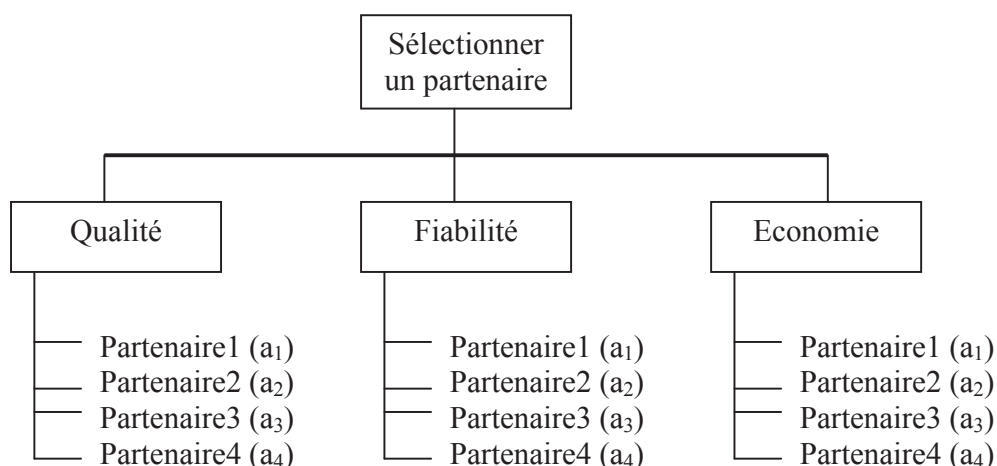 Sélectionner
un partenaire
Qualité
Fiabilité
Economie
Partenaire1 (a₁)
Partenaire2 (a₂)
Partenaire3 (a₃)
Partenaire4 (a₄)
Partenaire1 (a₁)
Partenaire2 (a₂)
Partenaire3 (a₃)
Partenaire4 (a₄)
Partenaire1 (a₁)
Partenaire2 (a₂)
Partenaire3 (a₃)
Partenaire4 (a₄)